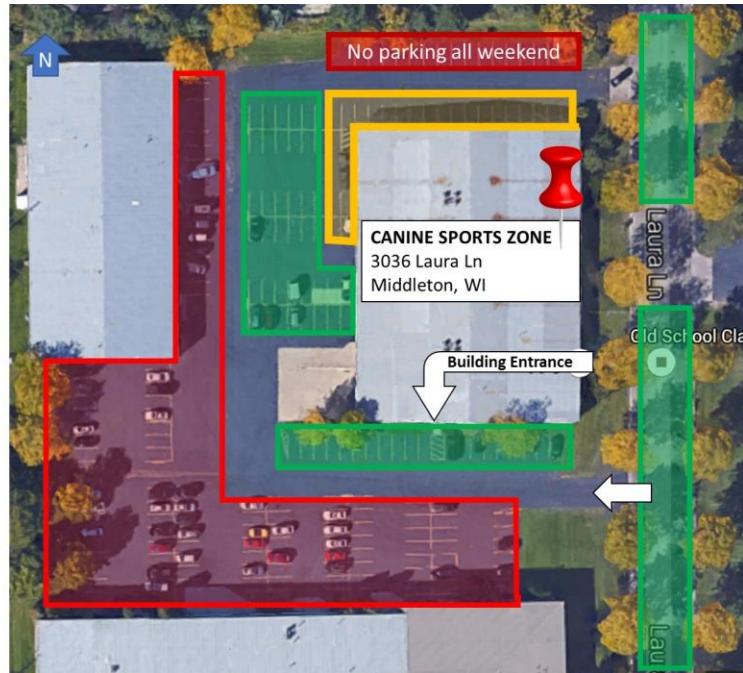 N
No parking all weekend
CANINE SPORTS ZONE
3036 Laura Ln
Middleton, WI
Laura Ln
Old School Cla
Building Entrance
Lau